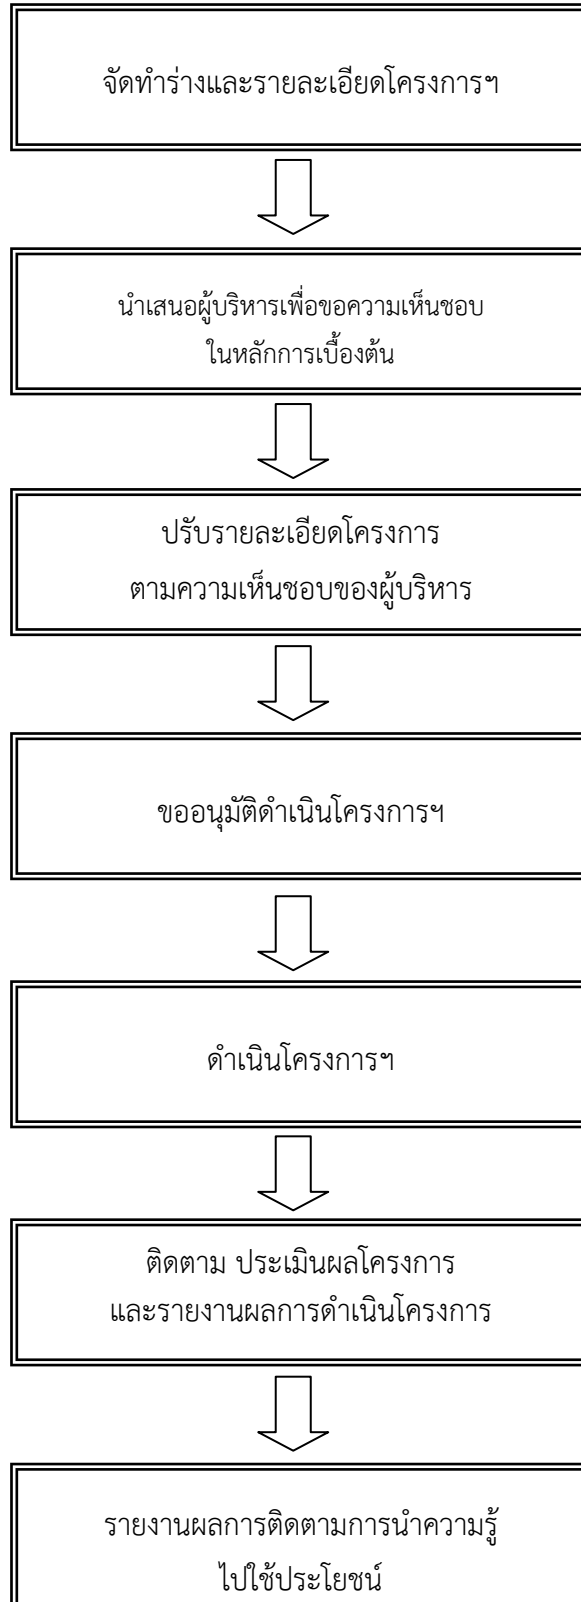 จัดทำร่างและรายละเอียดโครงการฯ
นำเสนอผู้บริหารเพื่อขอความเห็นชอบ
ในหลักการเบื้องต้น
ปรับรายละเอียดโครงการ
ตามความเห็นชอบของผู้บริหาร
ขออนุมัติดำเนินโครงการฯ
ดำเนินโครงการฯ
ติดตาม ประเมินผลโครงการ
และรายงานผลการดำเนินโครงการ
รายงานผลการติดตามการนำความรู้
ไปใช้ประโยชน์